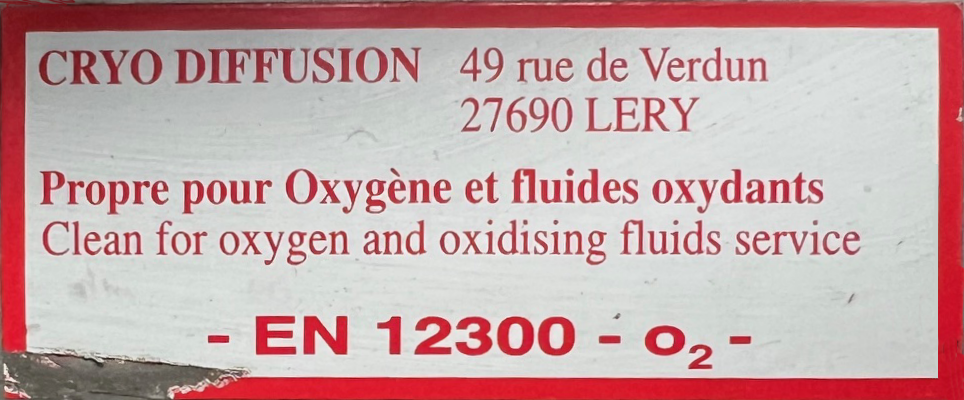 CRYO DIFFUSION 49 rue de Verdun
27690 LERY
Propre pour Oxygène et fluides oxydants
Clean for oxygen and oxidising fluids service
- EN 12300 - O₂ -